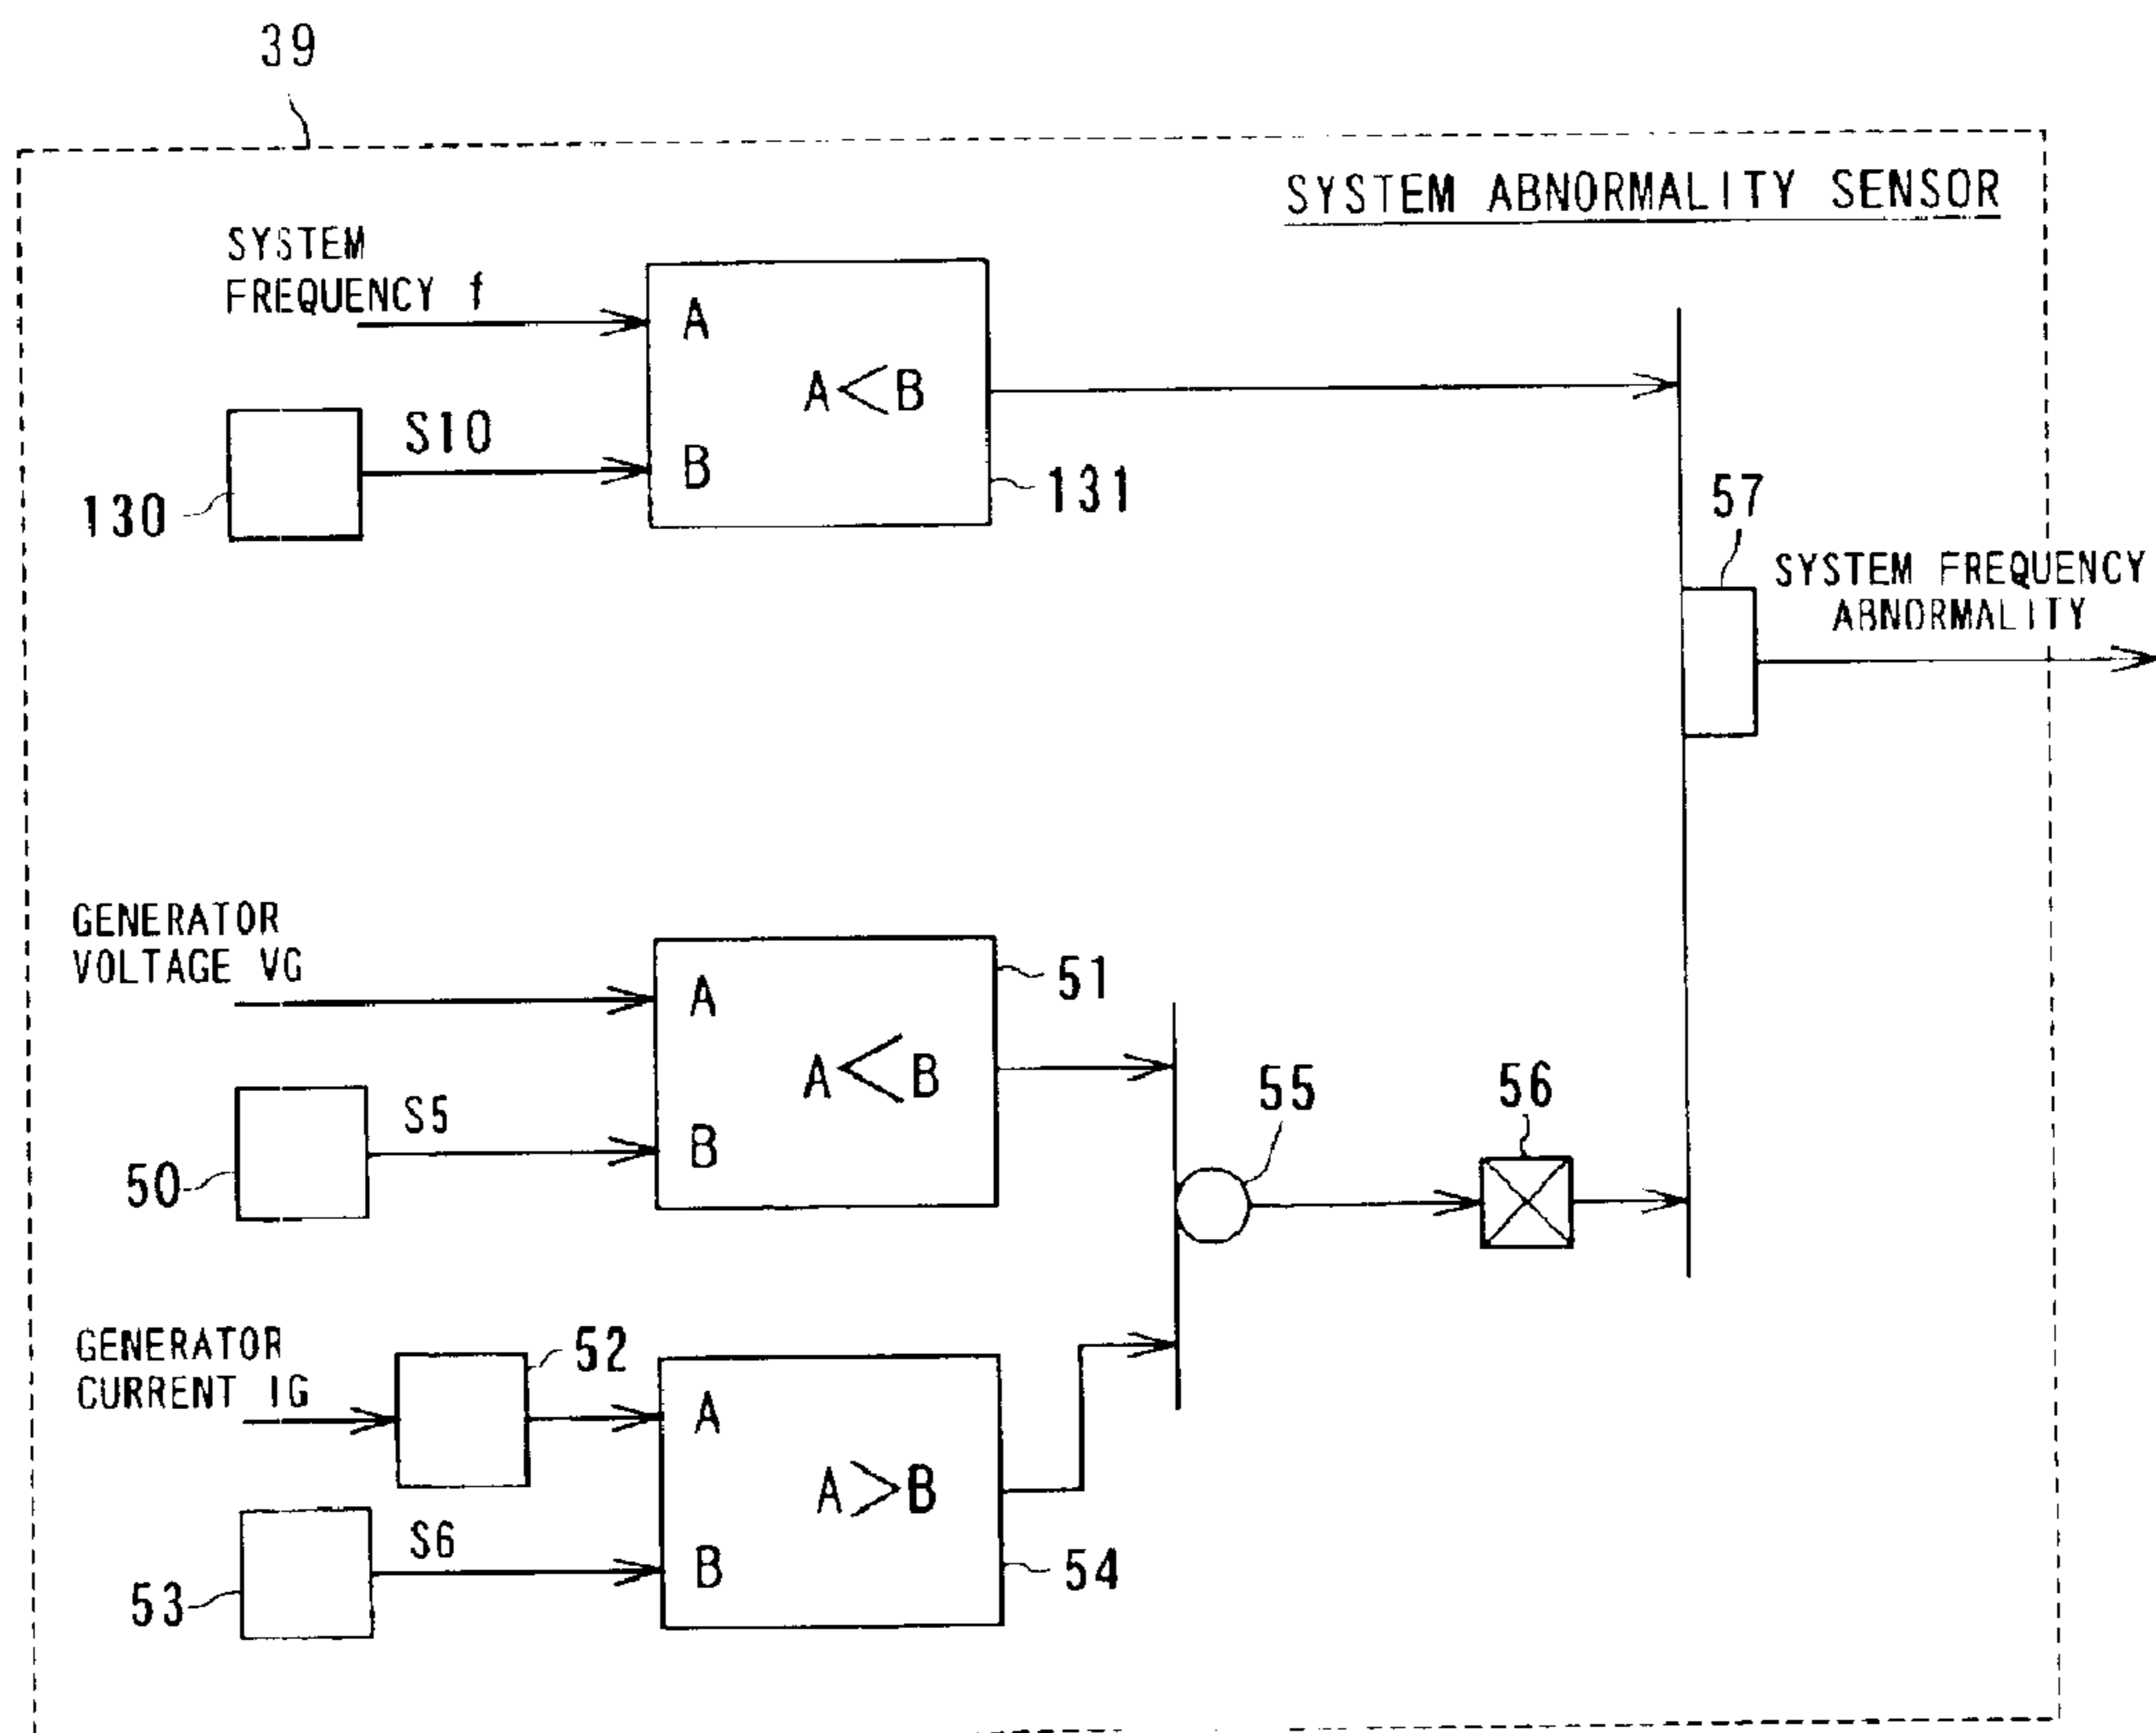 39
SYSTEM ABNORMALITY SENSOR
SYSTEM
FREQUENCY f
A
A<B
S10
B
130
131
57
SYSTEM FREQUENCY
ABNORMALITY
GENERATOR
VOLTAGE VG
A
51
A<B
S5
B
50
55
56
GENERATOR
CURRENT IG
52
A
A>B
S6
B
53
54